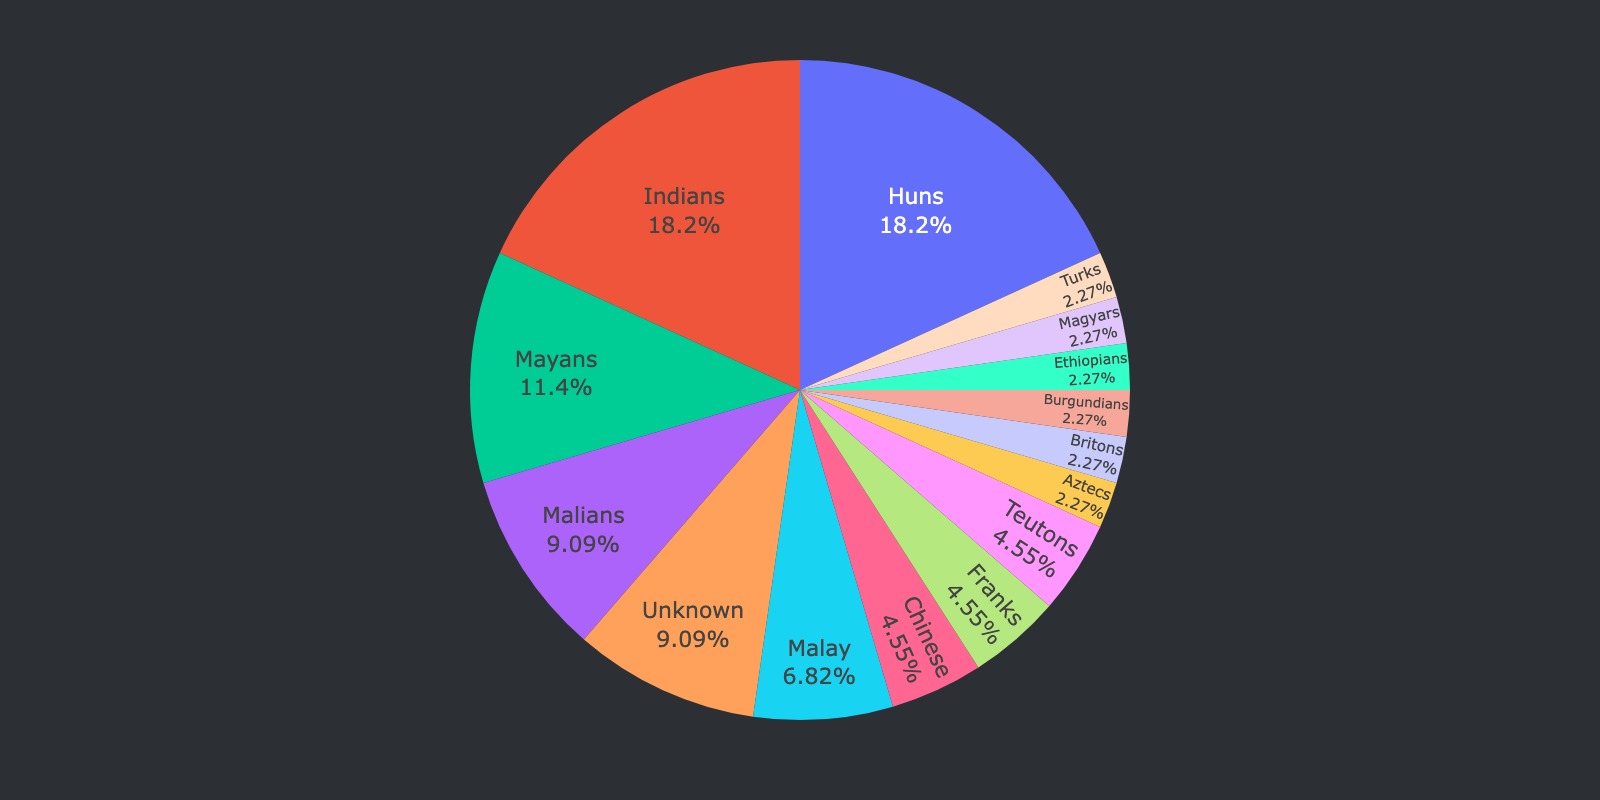 Indians
18.2%
Huns
18.2%
Turks
2.27%
Magyars
2.27%
Ethiopians
2.27%
Burgundians
2.27%
Britons
2.27%
Aztecs
2.27%
Teutons
4.55%
Franks
4.55%
Chinese
4.55%
Malay
6.82%
Unknown
9.09%
Malians
9.09%
Mayans
11.4%